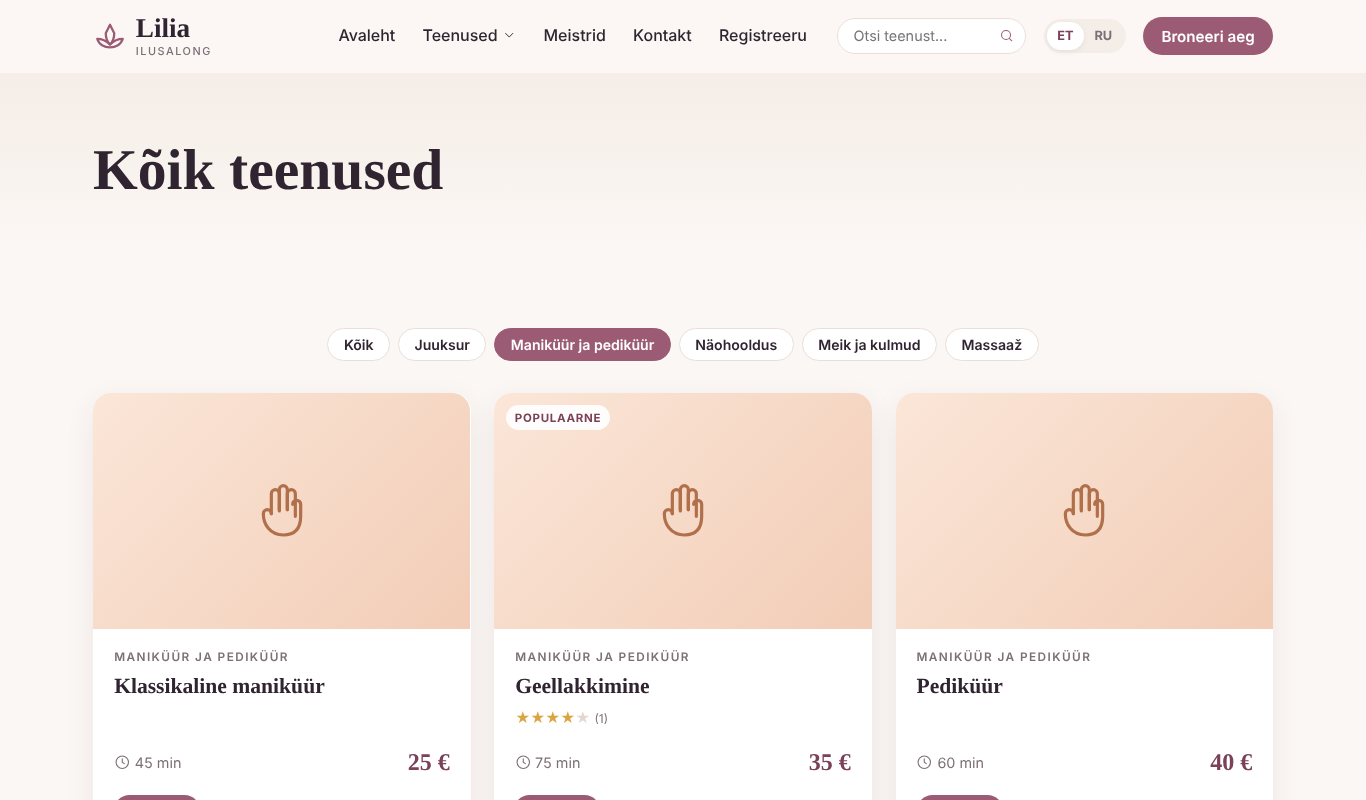 Lilia
ILUSALONG
Avaleht Teenused Meistrid Kontakt Registreeru Otsi teenust... ET RU Broneeri aeg
Kõik teenused
Kõik Juuksur Maniküür ja pediküür Näohooldus Meik ja kulmud Massaaž
POPULAARNE
MANIKÜÜR JA PEDIKÜÜR
Klassikaline maniküür
45 min 25 €
MANIKÜÜR JA PEDIKÜÜR
Geellakkimine
★★★★★ (1)
75 min 35 €
MANIKÜÜR JA PEDIKÜÜR
Pediküür
60 min 40 €